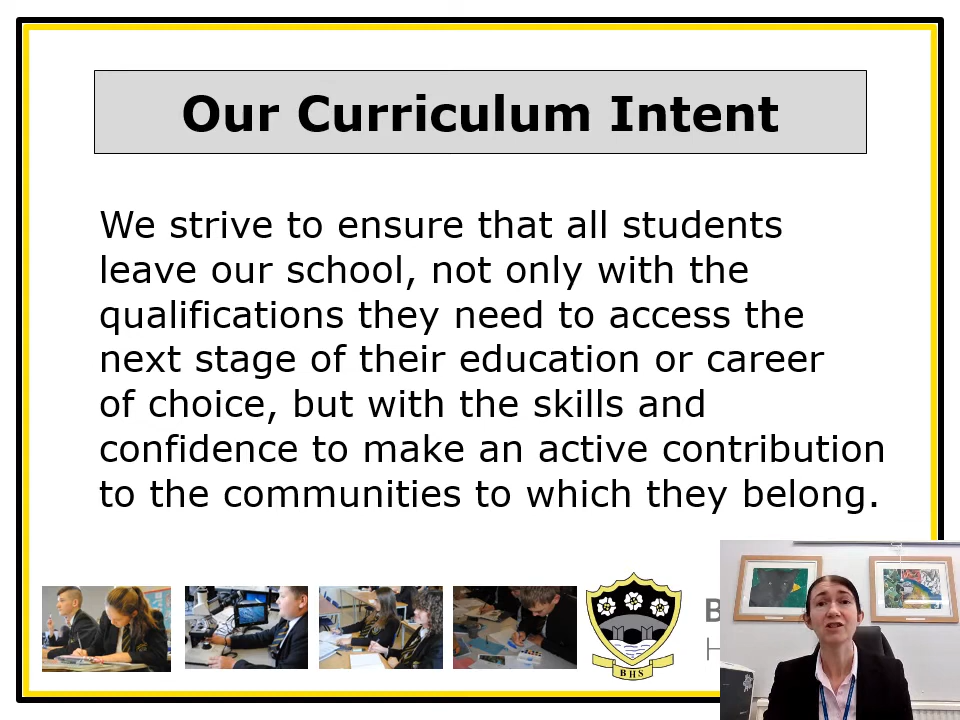 Our Curriculum Intent
We strive to ensure that all students
leave our school, not only with the
qualifications they need to access the
next stage of their education or career
of choice, but with the skills and
confidence to make an active contribution
to the communities to which they belong.
B
H
BHS